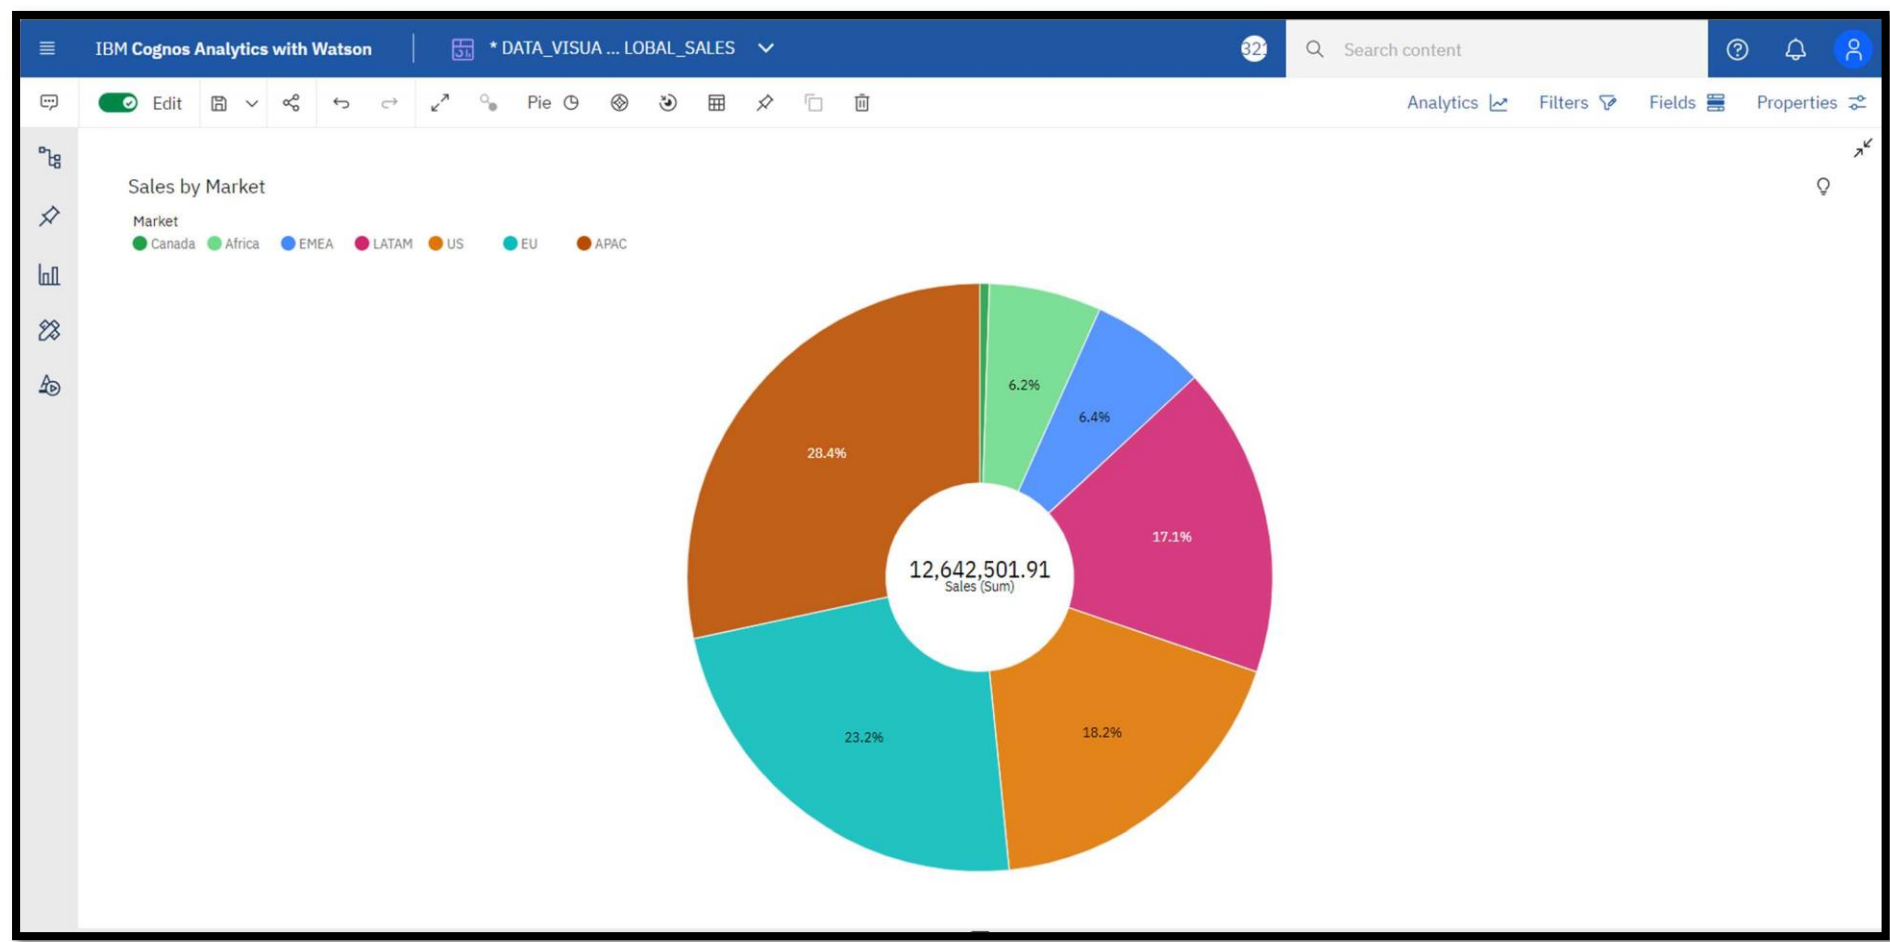 IBM Cognos Analytics with Watson
* DATA_VISUA ... LOBAL_SALES
321
Search content
Edit
Pie
Analytics
Filters
Fields
Properties
Sales by Market
Market
Canada Africa EMEA LATAM US EU APAC
6.2%
6.4%
28.4%
17.1%
12,642,501.91
Sales (Sum)
18.2%
23.2%